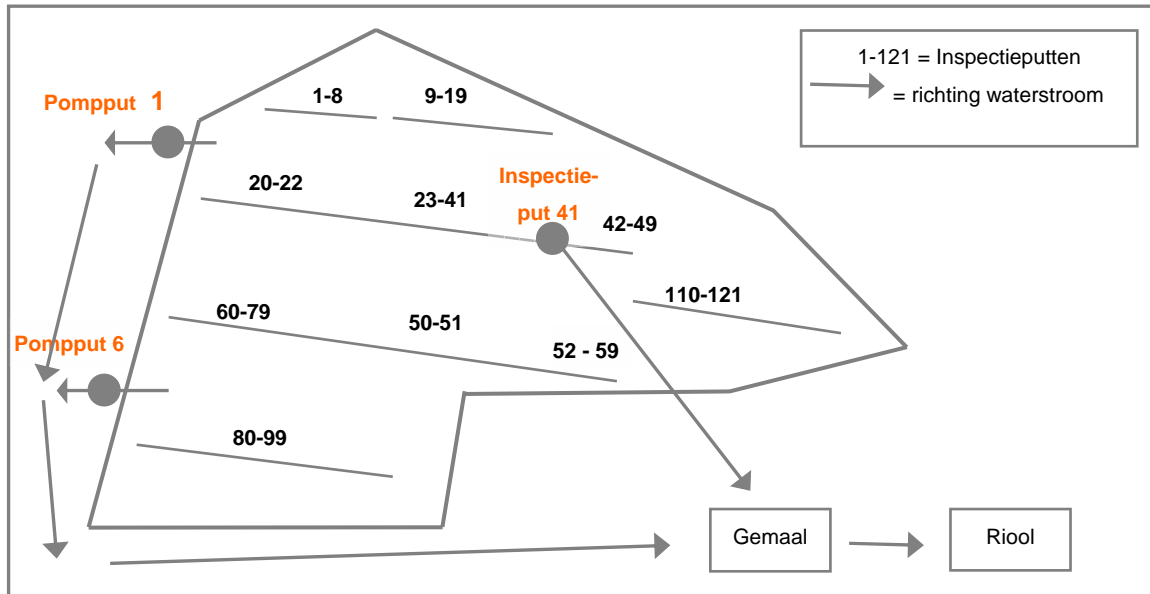 1-121 = Inspectieputten
= richting waterstroom
Pompput 1
1-8
9-19
20-22
23-41
Inspectie-
put 41
42-49
110-121
60-79
50-51
52 - 59
Pompput 6
80-99
Gemaal
Riool